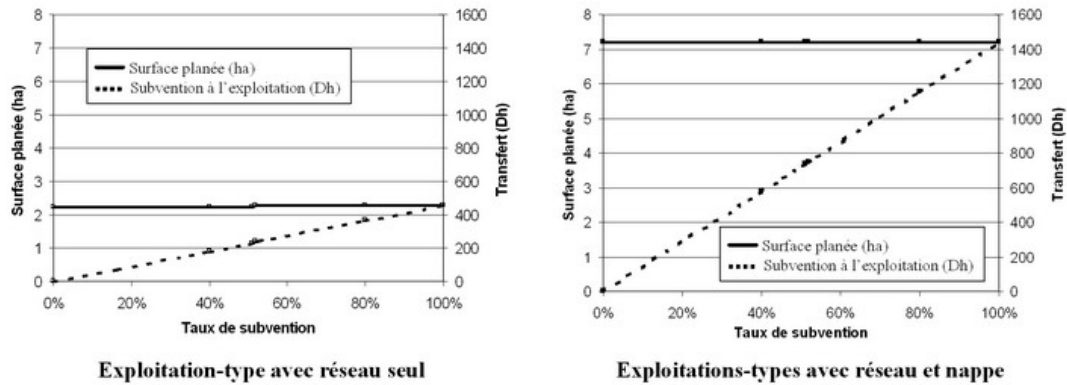 8
7
6
5
4
3
2
1
0
Surface planée (ha)
1600
1400
1200
1000
800
600
400
200
0
Transfert (Dh)
Surface planée (ha)
Subvention à l'exploitation (Dh)
0% 20% 40% 60% 80% 100%
Taux de subvention
Exploitation-type avec réseau seul
8
7
6
5
4
3
2
1
0
Surface planée (ha)
1600
1400
1200
1000
800
600
400
200
0
Transfert (Dh)
Surface planée (ha)
Subvention à l'exploitation (Dh)
0% 20% 40% 60% 80% 100%
Taux de subvention
Exploitations-types avec réseau et nappe